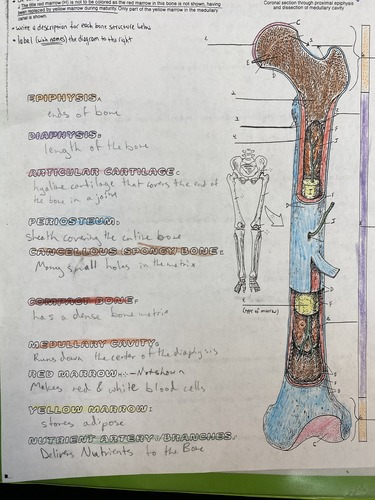 the little red marrow (H) is not to be colored as the red marrow in this bone is not shown, having
been replaced by yellow marrow during maturity. Only part of the yellow marrow in the medullary
canal is shown.
Coronal section through proximal epiphysis
and dissection of medullary cavity
• write a description for each bone structure below
• label (with names) the diagram to the right
EPIPHYSIS A
ends of bone
DIAPHYSIS B
length of the bone
ARTICULAR CARTILAGE C
hyaline cartilage that covers the end of
the bone in a joint
PERIOSTEUM D
sheath covering the entire bone
CANCELLOUS (SPONGY) BONE E
Many small holes in the matrix
COMPACT BONE F
has a dense bone matrix
MEDULLARY CAVITY G
Runs down the center of the diaphysis
RED MARROW H - Not shown
Makes red & white blood cells
YELLOW MARROW I
stores adipose
NUTRIENT ARTERY/BRANCHES J
Delivers Nutrients to the Bone
(type of marrow)